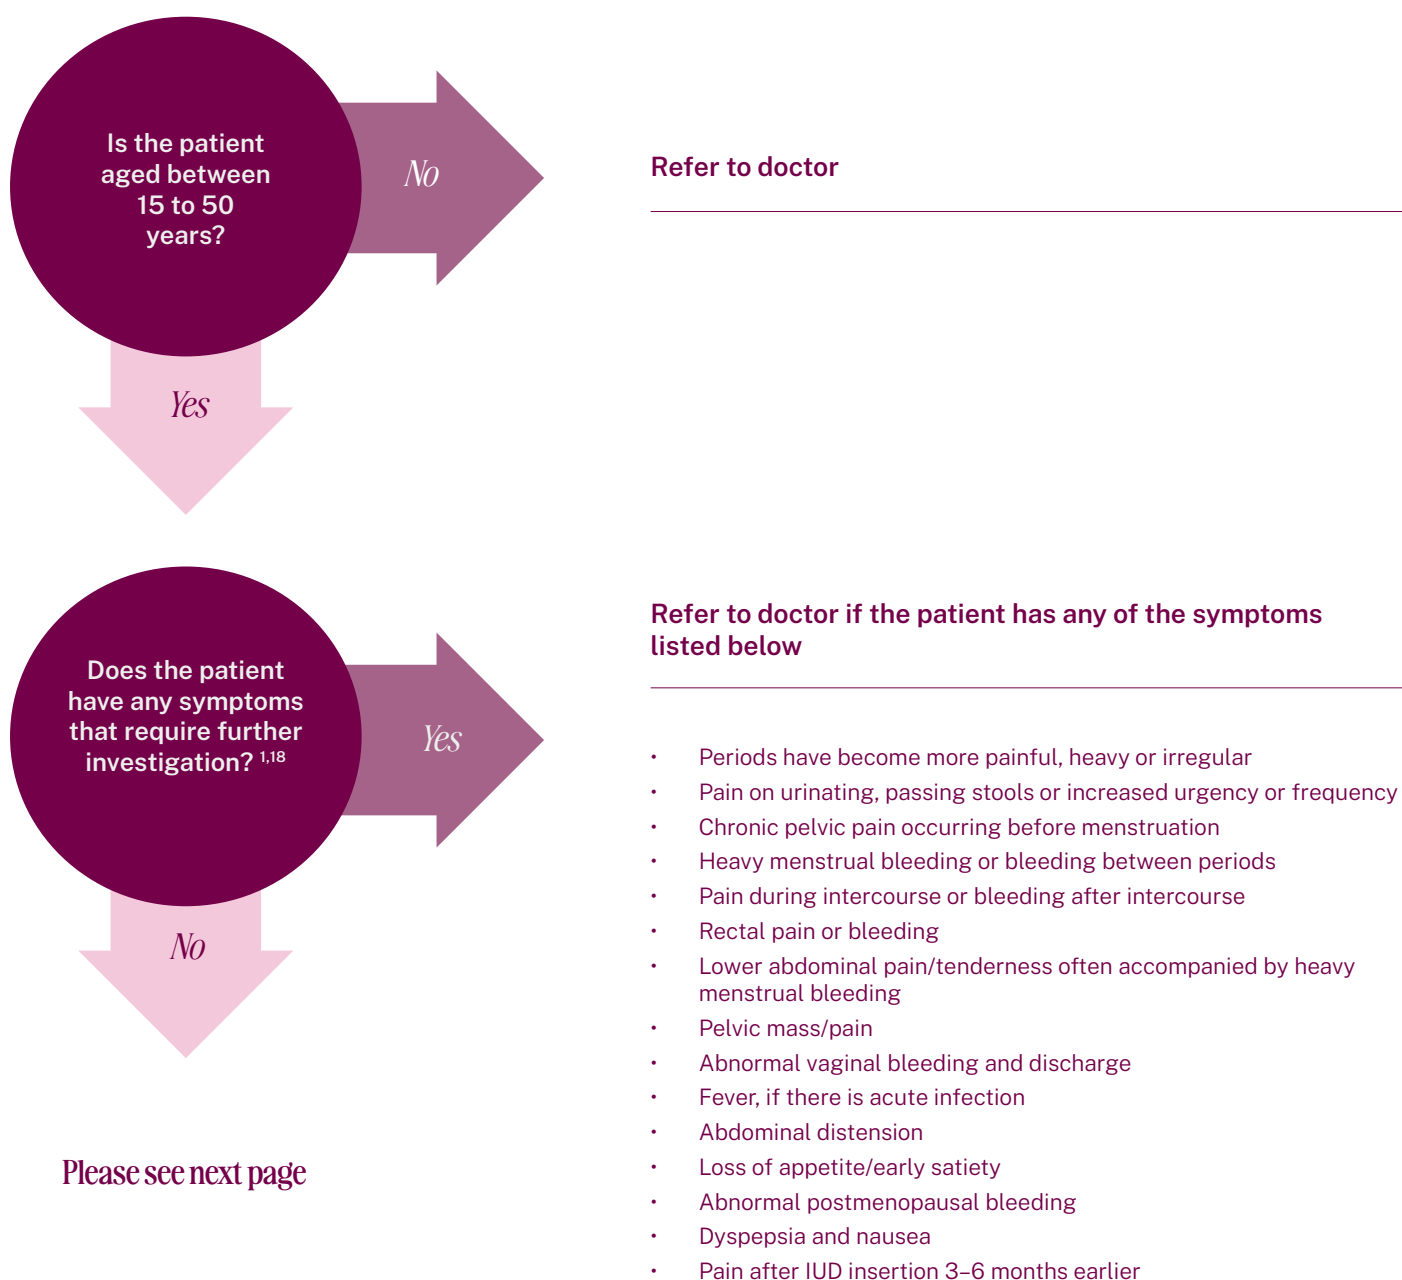 Is the patient
aged between
15 to 50
years?
No
Refer to doctor
Yes
Does the patient
have any symptoms
that require further
investigation? 1,18
Yes
Refer to doctor if the patient has any of the symptoms
listed below
• Periods have become more painful, heavy or irregular
• Pain on urinating, passing stools or increased urgency or frequency
• Chronic pelvic pain occurring before menstruation
• Heavy menstrual bleeding or bleeding between periods
• Pain during intercourse or bleeding after intercourse
• Rectal pain or bleeding
• Lower abdominal pain/tenderness often accompanied by heavy
menstrual bleeding
• Pelvic mass/pain
• Abnormal vaginal bleeding and discharge
• Fever, if there is acute infection
• Abdominal distension
• Loss of appetite/early satiety
• Abnormal postmenopausal bleeding
• Dyspepsia and nausea
• Pain after IUD insertion 3–6 months earlier
No
Please see next page